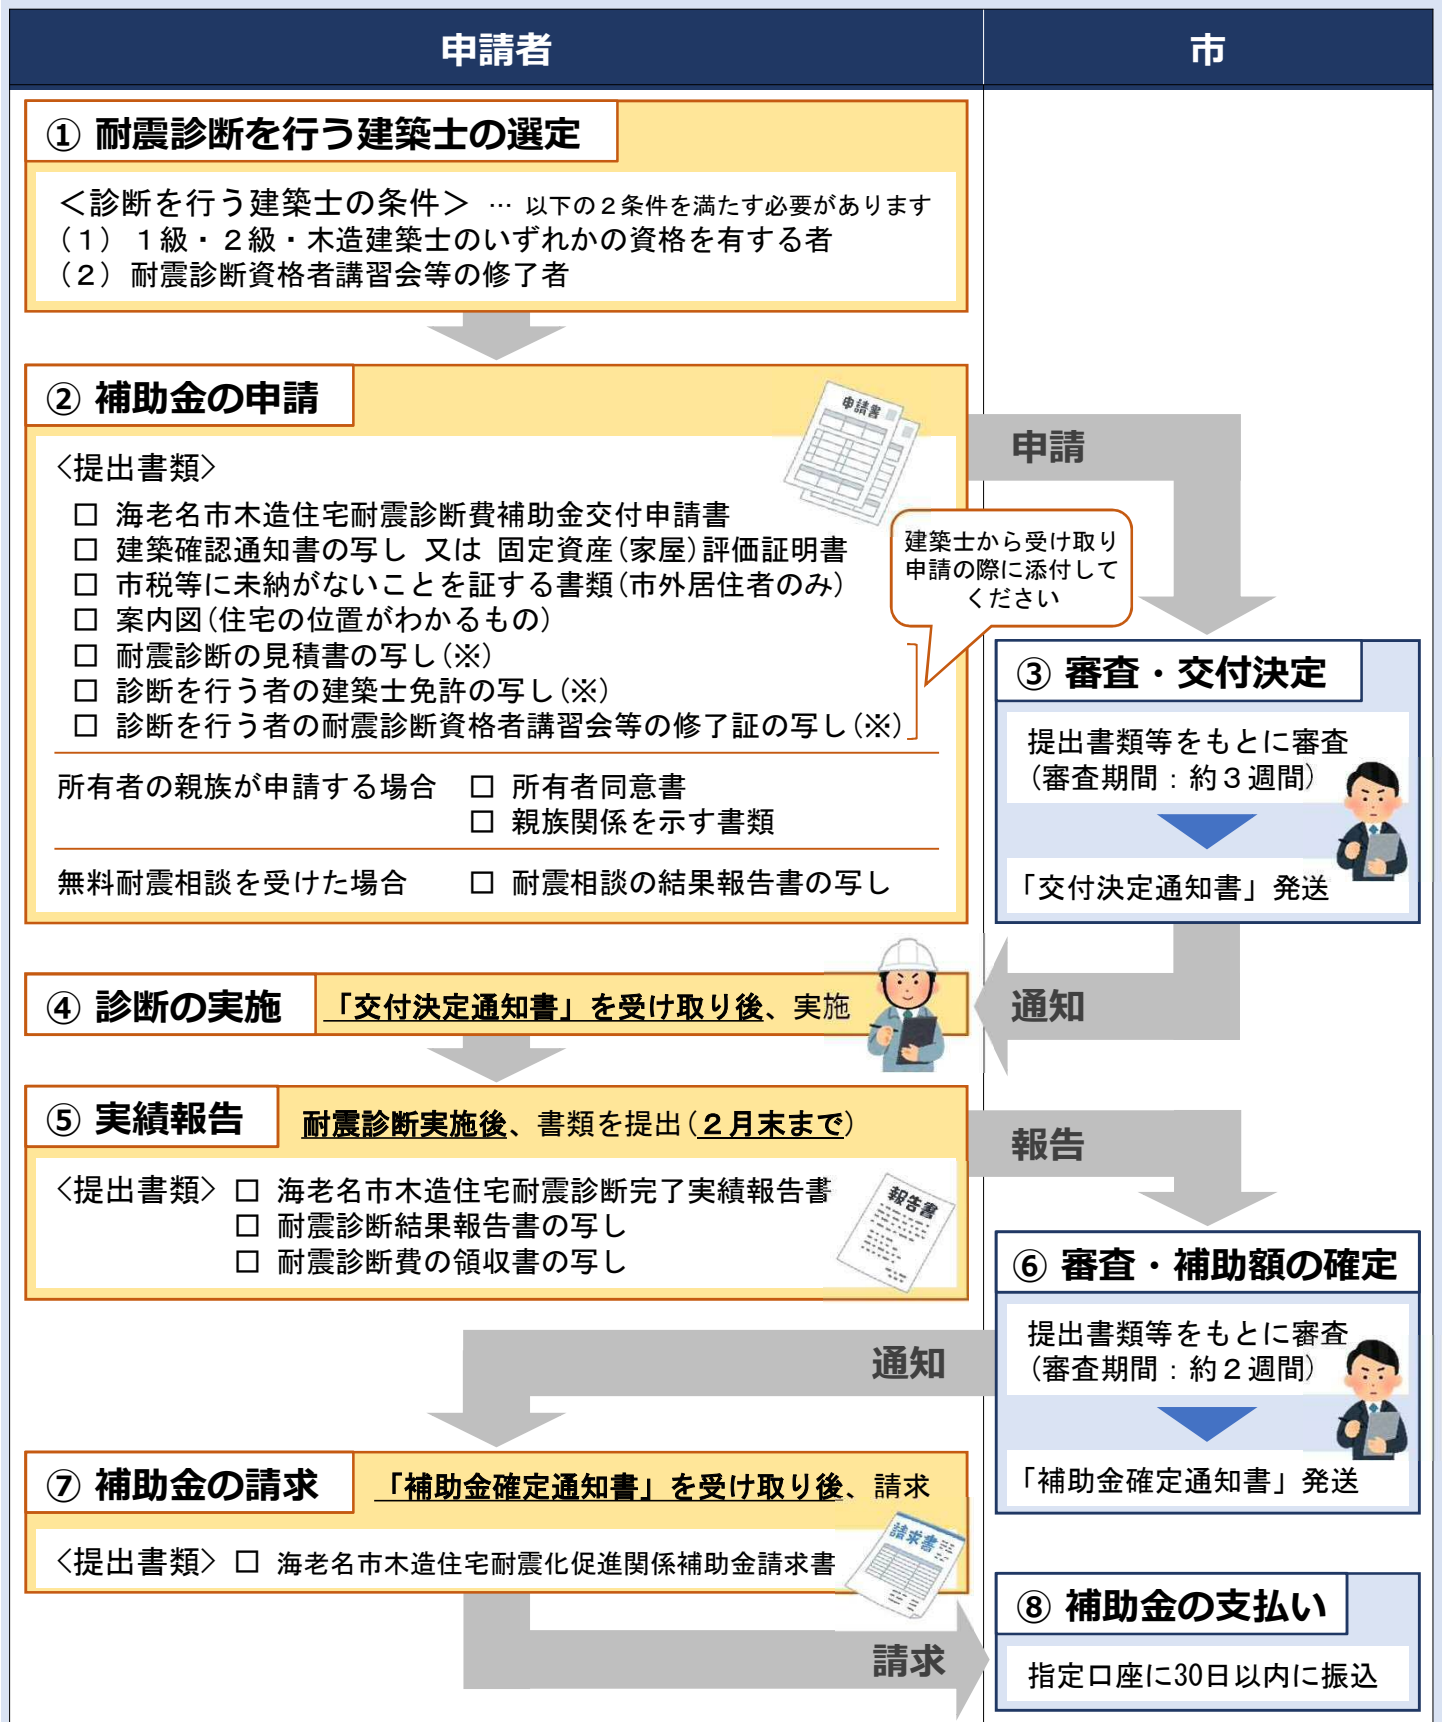 申請者
市
① 耐震診断を行う建築士の選定
＜診断を行う建築士の条件＞ … 以下の２条件を満たす必要があります
（１）１級・２級・木造建築士のいずれかの資格を有する者
（２）耐震診断資格者講習会等の修了者
② 補助金の申請
申請書
申請
<提出書類>
□ 海老名市木造住宅耐震診断費補助金交付申請書
□ 建築確認通知書の写し 又は 固定資産(家屋)評価証明書
□ 市税等に未納がないことを証する書類(市外居住者のみ)
□ 案内図(住宅の位置がわかるもの)
□ 耐震診断の見積書の写し(※)
□ 診断を行う者の建築士免許の写し(※)
□ 診断を行う者の耐震診断資格者講習会等の修了証の写し(※)
建築士から受け取り
申請の際に添付して
ください
所有者の親族が申請する場合 □ 所有者同意書
□ 親族関係を示す書類
無料耐震相談を受けた場合 □ 耐震相談の結果報告書の写し
③ 審査・交付決定
提出書類等をもとに審査
(審査期間：約３週間)
「交付決定通知書」発送
通知
④ 診断の実施 「交付決定通知書」を受け取り後、実施
⑤ 実績報告 耐震診断実施後、書類を提出(２月末まで)
報告
<提出書類> □ 海老名市木造住宅耐震診断完了実績報告書
□ 耐震診断結果報告書の写し
□ 耐震診断費の領収書の写し
報告書
⑥ 審査・補助額の確定
提出書類等をもとに審査
(審査期間：約２週間)
「補助金確定通知書」発送
通知
⑦ 補助金の請求 「補助金確定通知書」を受け取り後、請求
<提出書類> □ 海老名市木造住宅耐震化促進関係補助金請求書
請求書
請求
⑧ 補助金の支払い
指定口座に30日以内に振込